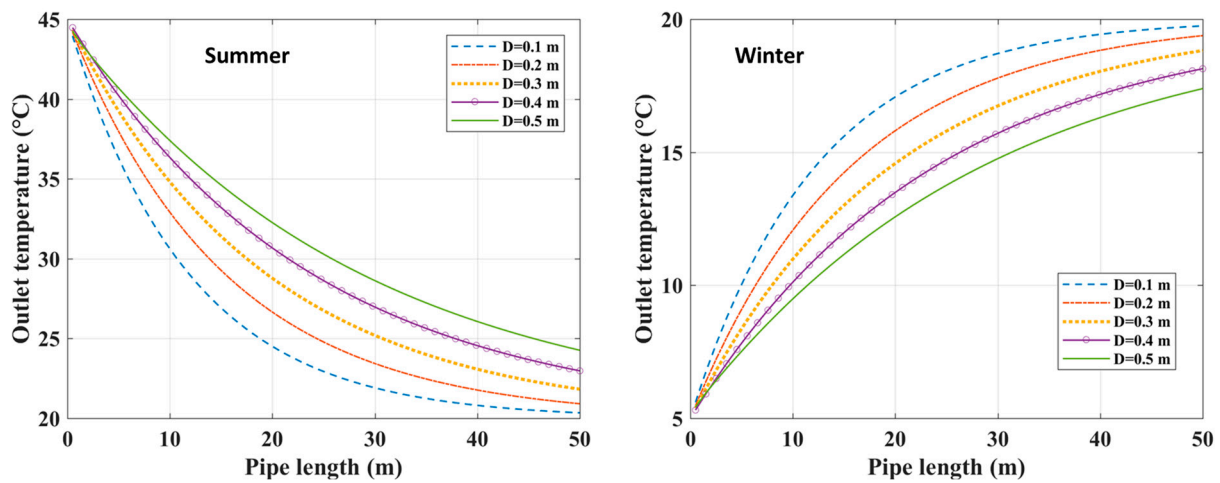 Summer
Outlet temperature (°C)
45
40
35
30
25
20
0 10 20 30 40 50
Pipe length (m)
D=0.1 m
D=0.2 m
D=0.3 m
D=0.4 m
D=0.5 m
Winter
Outlet temperature (°C)
20
15
10
5
0 10 20 30 40 50
Pipe length (m)
D=0.1 m
D=0.2 m
D=0.3 m
D=0.4 m
D=0.5 m